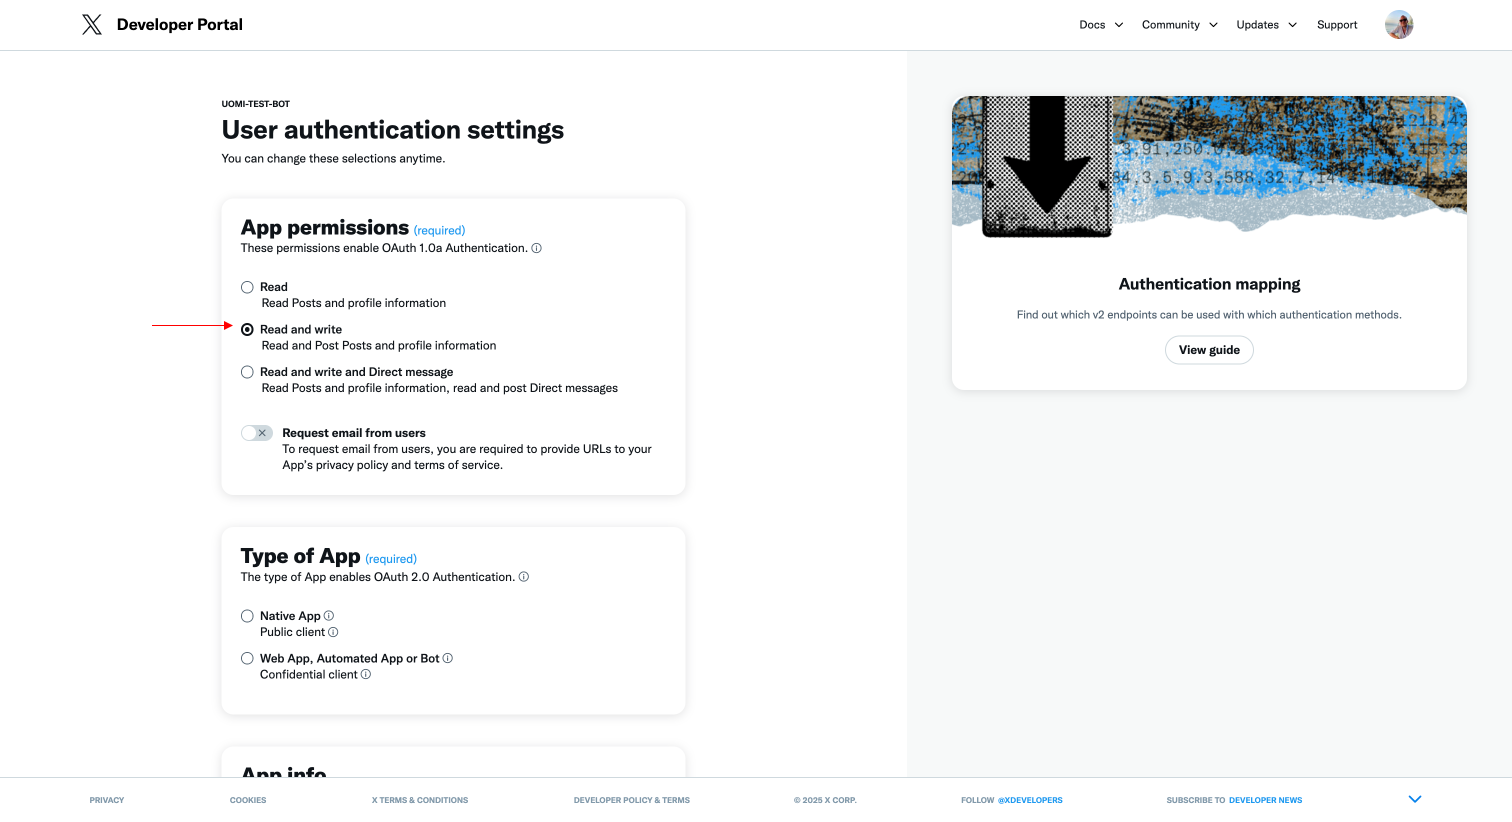 Developer Portal
Docs
Community
Updates
Support
UOMI-TEST-BOT
User authentication settings
You can change these selections anytime.
App permissions (required)
These permissions enable OAuth 1.0a Authentication.
Read
Read Posts and profile information
Read and write
Read and Post Posts and profile information
Read and write and Direct message
Read Posts and profile information, read and post Direct messages
Request email from users
To request email from users, you are required to provide URLs to your
App's privacy policy and terms of service.
Type of App (required)
The type of App enables OAuth 2.0 Authentication.
Native App
Public client
Web App, Automated App or Bot
Confidential client
App info
Authentication mapping
Find out which v2 endpoints can be used with which authentication methods.
View guide
PRIVACY
COOKIES
X TERMS & CONDITIONS
DEVELOPER POLICY & TERMS
© 2025 X CORP.
FOLLOW @XDEVELOPERS
SUBSCRIBE TO DEVELOPER NEWS